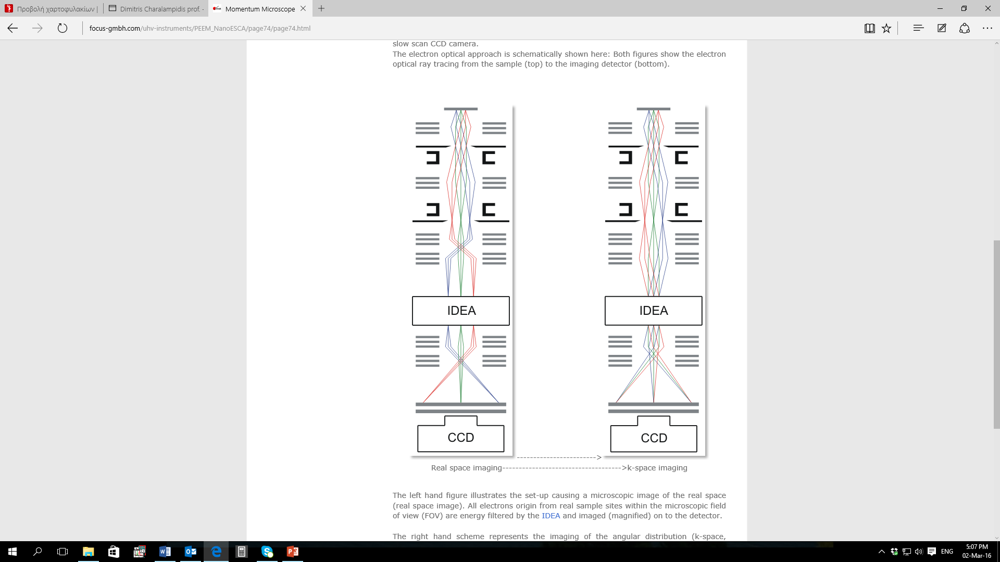 Προβολή χαρτοφυλακίων |
Dimitris Charalampidis prof. -
Momentum Microscope
focus-gmbh.com/uhv-instruments/PEEM_NanoESCA/page74/page74.html
slow scan CCD camera.
The electron optical approach is schematically shown here: Both figures show the electron
optical ray tracing from the sample (top) to the imaging detector (bottom).
IDEA
IDEA
CCD
CCD
------------------------>
Real space imaging------------------------------------>k-space imaging
The left hand figure illustrates the set-up causing a microscopic image of the real space
(real space image). All electrons origin from real sample sites within the microscopic field
of view (FOV) are energy filtered by the IDEA and imaged (magnified) on to the detector.
The right hand scheme represents the imaging of the angular distribution (k-space,
ENG
5:07 PM
02-Mar-16